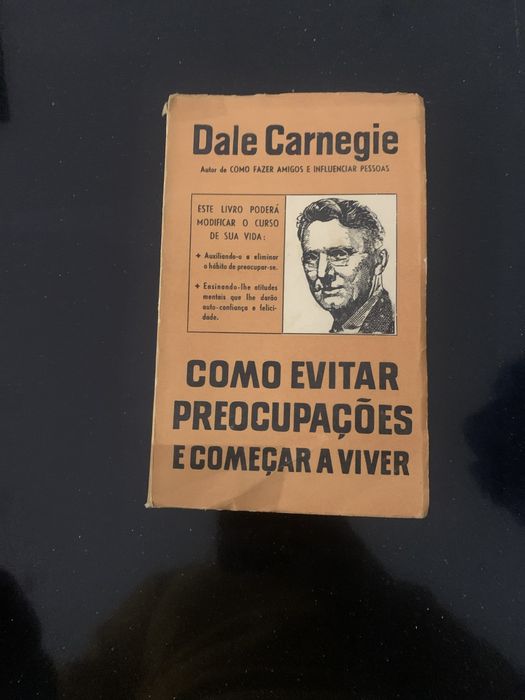 Dale Carnegie
Autor de COMO FAZER AMIGOS E INFLUENCIAR PESSOAS
ESTE LIVRO PODERÁ
MODIFICAR O CURSO
DE SUA VIDA:
+ Auxiliando-o a eliminar
o hábito de preocupar-se.
+ Ensinando-lhe atitudes
mentais que lhe darão
auto-confiança e felici-
dade.
COMO EVITAR
PREOCUPAÇÕES
E COMEÇAR A VIVER